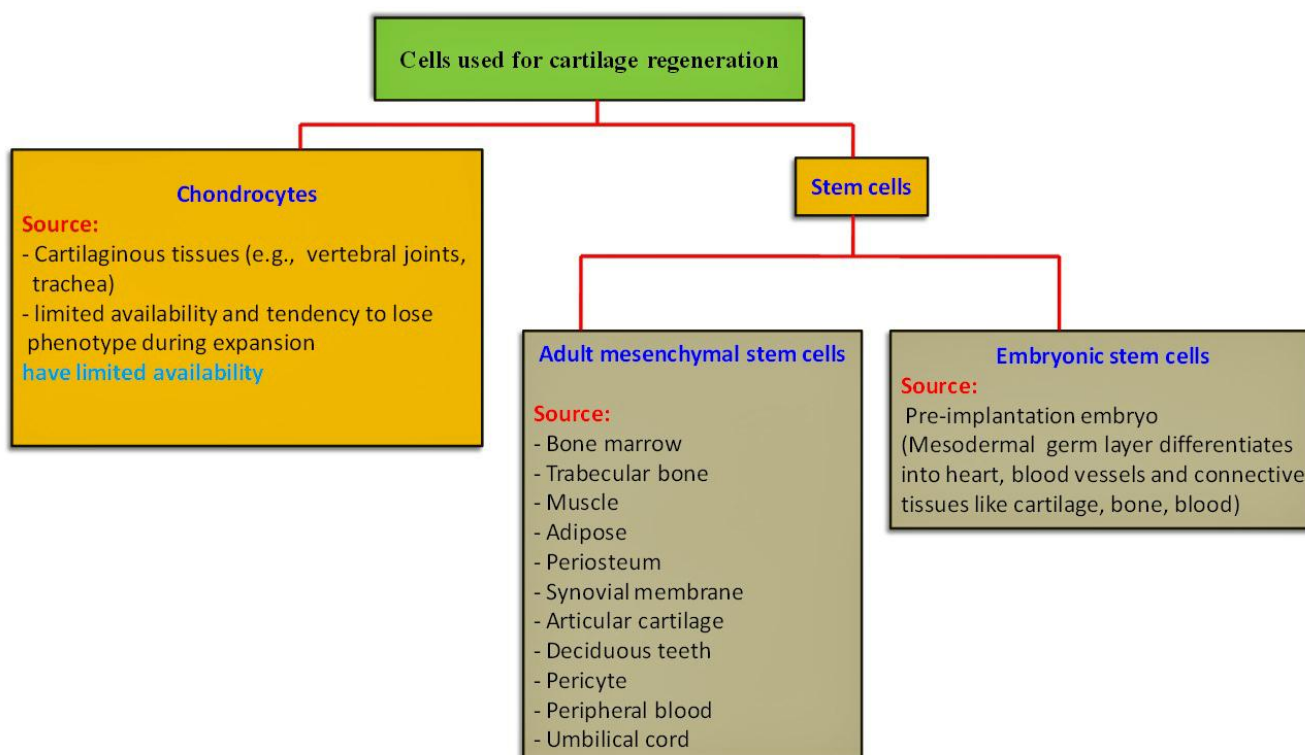 Cells used for cartilage regeneration
Chondrocytes
Source:
- Cartilaginous tissues (e.g., vertebral joints,
trachea)
- limited availability and tendency to lose
phenotype during expansion
have limited availability
Stem cells
Adult mesenchymal stem cells
Source:
- Bone marrow
- Trabecular bone
- Muscle
- Adipose
- Periosteum
- Synovial membrane
- Articular cartilage
- Deciduous teeth
- Pericyte
- Peripheral blood
- Umbilical cord
Embryonic stem cells
Source:
Pre-implantation embryo
(Mesodermal germ layer differentiates
into heart, blood vessels and connective
tissues like cartilage, bone, blood)